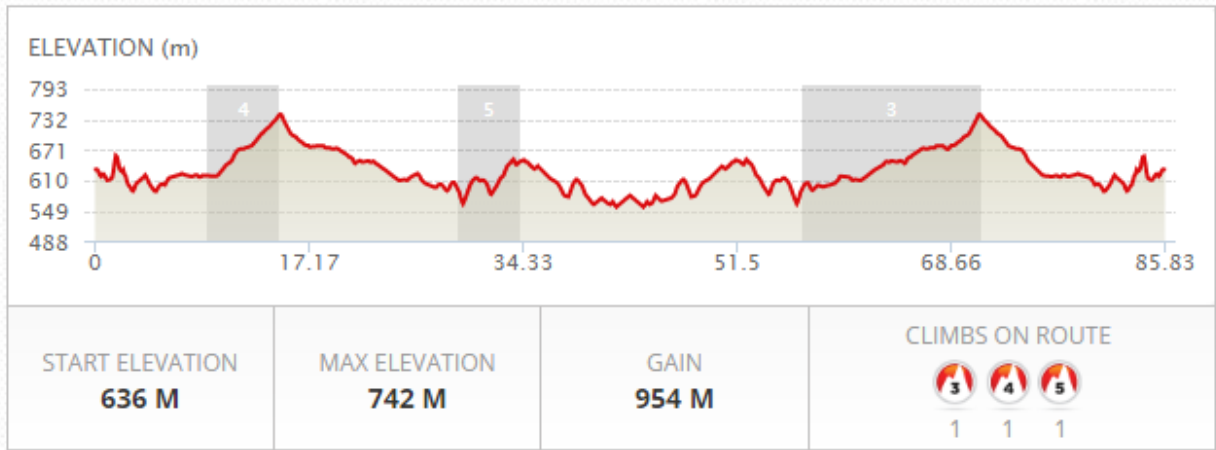 ELEVATION (m)
793
732
671
610
549
488
4 5 3
0 17.17 34.33 51.5 68.66 85.83
START ELEVATION
636 M
MAX ELEVATION
742 M
GAIN
954 M
CLIMBS ON ROUTE
3 4 5
1 1 1